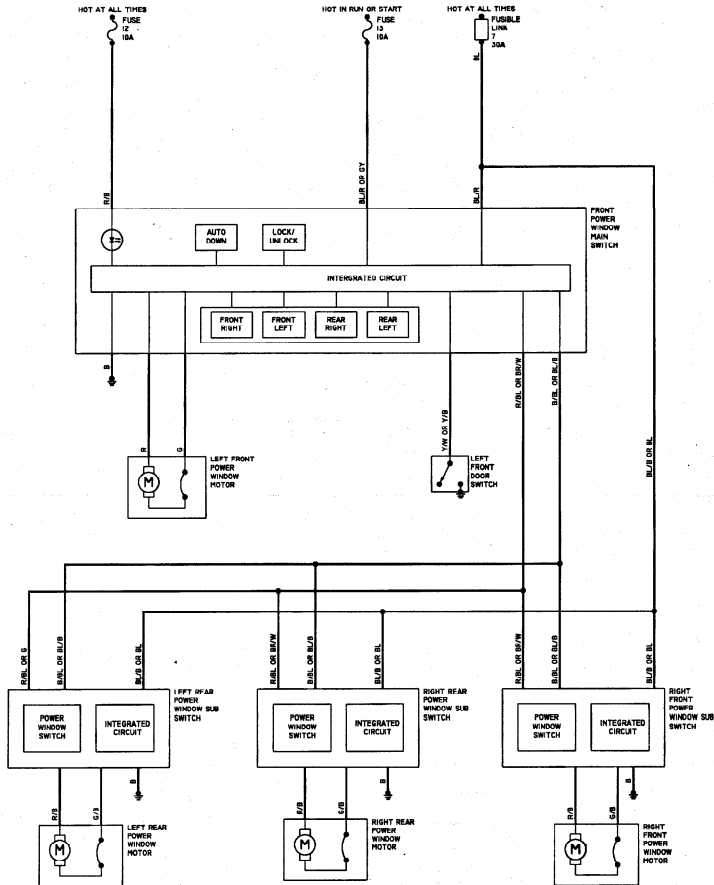 HOT AT ALL TIMES
FUSE
12
10A
HOT IN RUN OR START
FUSE
13
10A
HOT AT ALL TIMES
FUSIBLE
LINK
7
30A
BL
R/B
BL/R OR GY
BL/R
FRONT
POWER
WINDOW
MAIN
SWITCH
AUTO
DOWN
LOCK/
UNLOCK
INTERGRATED CIRCUIT
FRONT
RIGHT
FRONT
LEFT
REAR
RIGHT
REAR
LEFT
B
R
G
Y/W OR Y/B
R/BL OR BR/W
B/BL OR BL/B
BL/B OR BL
M
LEFT FRONT
POWER
WINDOW
MOTOR
LEFT
FRONT
DOOR
SWITCH
R/BL OR G
B/BL OR BL/B
BL/B OR BL
R/BL OR BR/W
B/BL OR BL/B
BL/B OR BL
R/BL OR BR/W
B/BL OR BL/B
BL/B OR BL
POWER
WINDOW
SWITCH
INTEGRATED
CIRCUIT
LEFT REAR
POWER
WINDOW SUB
SWITCH
POWER
WINDOW
SWITCH
INTEGRATED
CIRCUIT
RIGHT REAR
POWER
WINDOW SUB
SWITCH
POWER
WINDOW
SWITCH
INTEGRATED
CIRCUIT
RIGHT
FRONT
POWER
WINDOW SUB
SWITCH
R/B
G/B
B
R/B
G/B
B
R/B
G/B
B
M
LEFT REAR
POWER
WINDOW
MOTOR
M
RIGHT REAR
POWER
WINDOW
MOTOR
M
RIGHT
FRONT
POWER
WINDOW
MOTOR